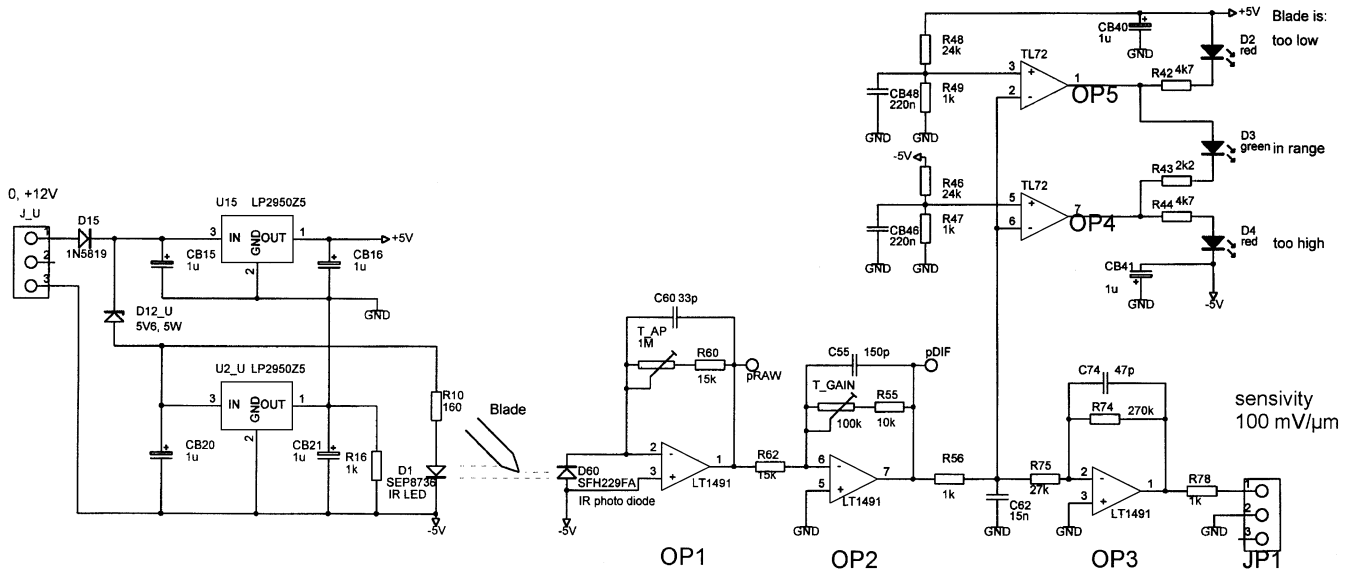 0, +12V
J_U
1
2
3
D15
1N5819
CB15
1u
U15 LP2950Z5
3 IN GND OUT 1
2
CB16
1u
+5V
GND
D12_U
5V6, 5W
U2_U LP2950Z5
3 IN GND OUT 1
2
CB20
1u
CB21
1u
R16
1k
R10
160
D1
SEP8736
IR LED
-5V
Blade
D60
SFH229FA
IR photo diode
-5V
C60 33p
T_AP
1M
R60
15k
pRAW
2 -
3 +
1
LT1491
OP1
R62
15k
C55 150p
pDIF
T_GAIN
100k
R55
10k
6 -
5 +
7
LT1491
GND
OP2
R56
1k
C62
15n
GND
R75
27k
C74 47p
R74 270k
2 -
3 +
1
LT1491
GND
OP3
R78
1k
GND
1
2
3
JP1
sensivity
100 mV/µm
R48
24k
CB48
220n
R49
1k
GND
GND
TL72
3 +
2 -
1
OP5
CB40
1u
GND
+5V
Blade is:
D2
red
too low
R42 4k7
D3
green
in range
R43 2k2
R44 4k7
D4
red
too high
CB41
1u
GND
-5V
-5V
R46
24k
CB46
220n
R47
1k
GND
GND
TL72
5 +
6 -
7
OP4